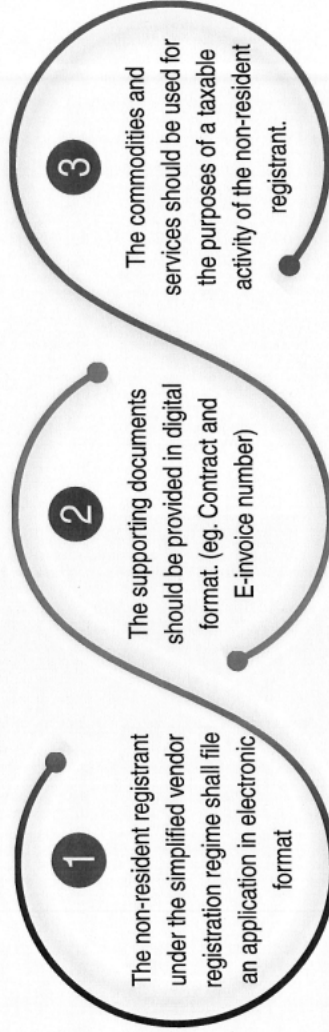 1
The non-resident registrant
under the simplified vendor
registration regime shall file
an application in electronic
format
2
The supporting documents
should be provided in digital
format. (eg. Contract and
E-invoice number)
3
The commodities and
services should be used for
the purposes of a taxable
activity of the non-resident
registrant.